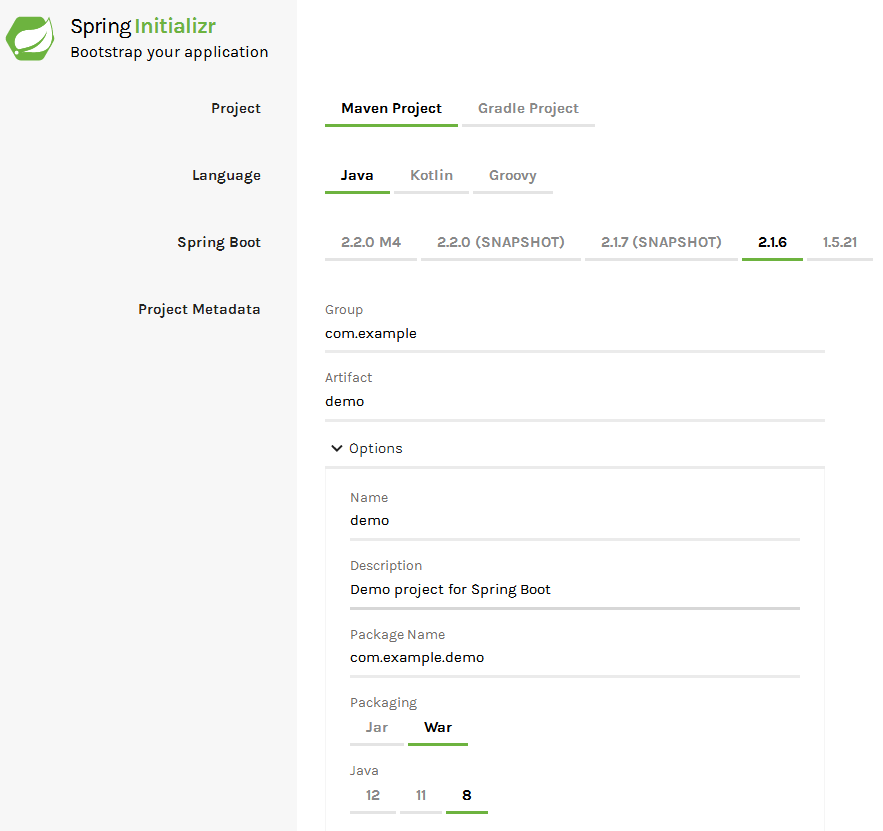 Spring Initializr
Bootstrap your application
Project
Maven Project Gradle Project
Language
Java Kotlin Groovy
Spring Boot
2.2.0 M4 2.2.0 (SNAPSHOT) 2.1.7 (SNAPSHOT) 2.1.6 1.5.21
Project Metadata
Group
com.example
Artifact
demo
Options
Name
demo
Description
Demo project for Spring Boot
Package Name
com.example.demo
Packaging
Jar War
Java
12 11 8